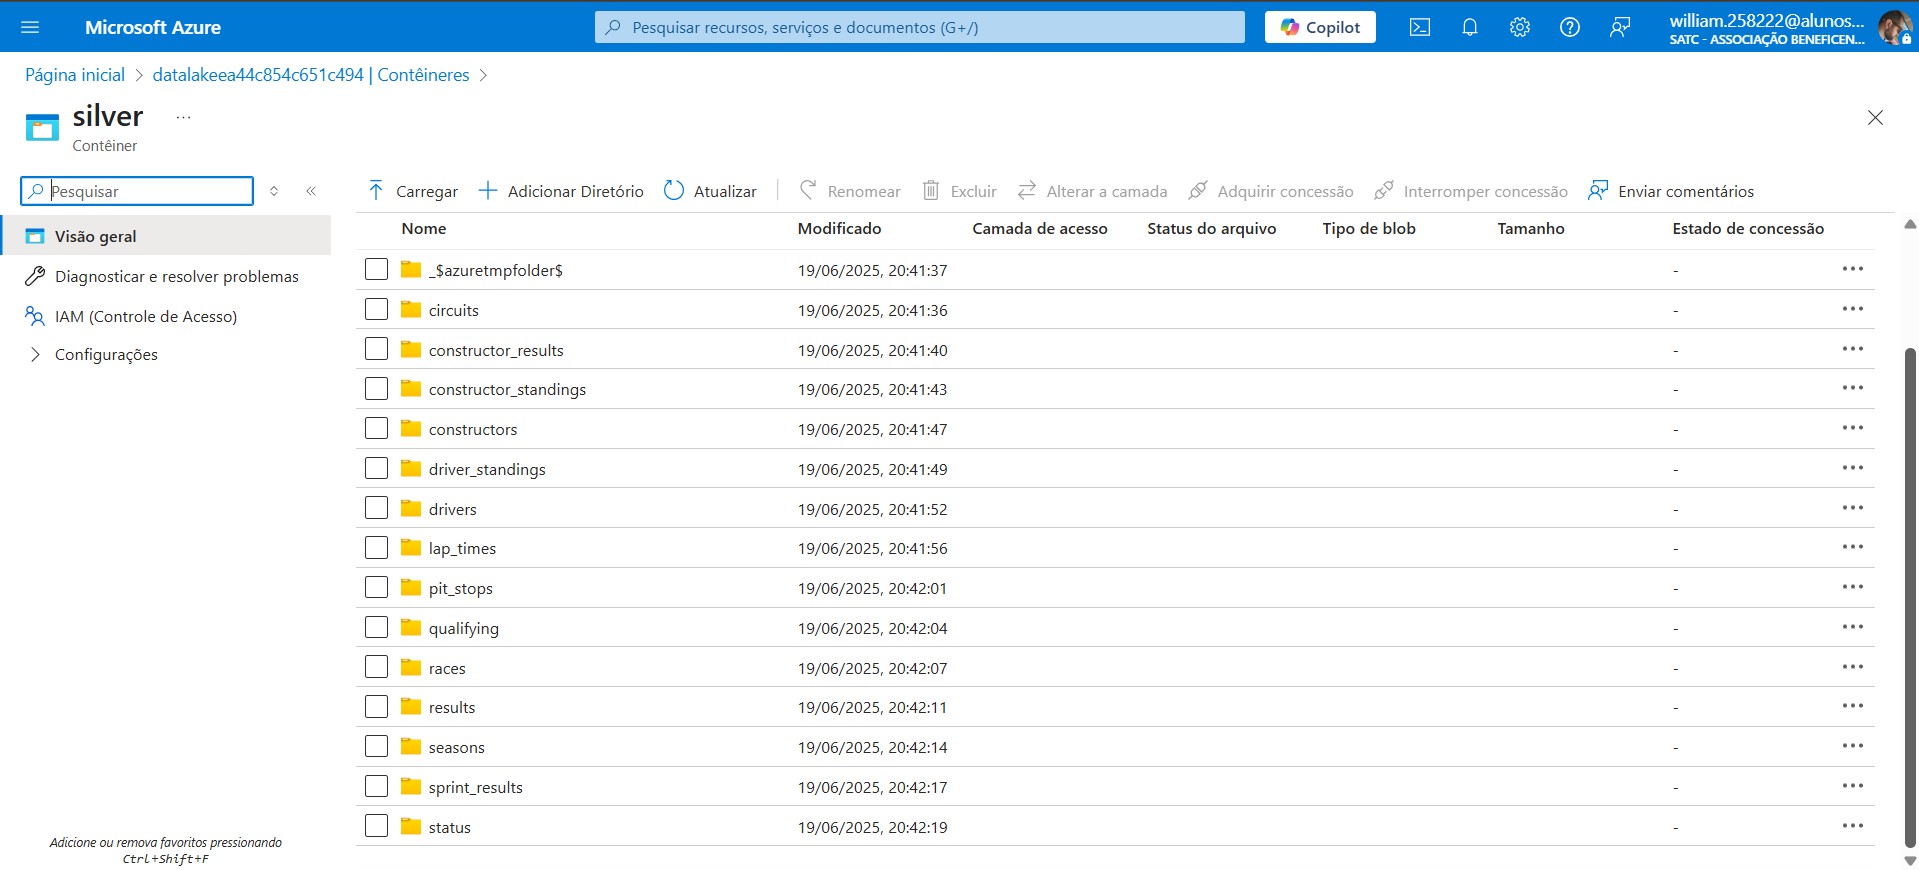 Microsoft Azure
Pesquisar recursos, serviços e documentos (G+/)
Copilot
william.258222@alunos...
SATC - ASSOCIAÇÃO BENEFICEN...
Página inicial > datalakeea44c854c651c494 | Contêineres >
silver ...
Contêiner
Pesquisar
Visão geral
Diagnosticar e resolver problemas
IAM (Controle de Acesso)
Configurações
Adicione ou remova favoritos pressionando
Ctrl+Shift+F
Carregar Adicionar Diretório Atualizar Renomear Excluir Alterar a camada Adquirir concessão Interromper concessão Enviar comentários
Nome Modificado Camada de acesso Status do arquivo Tipo de blob Tamanho Estado de concessão
_$azuretmpfolder$ 19/06/2025, 20:41:37 -
circuits 19/06/2025, 20:41:36 -
constructor_results 19/06/2025, 20:41:40 -
constructor_standings 19/06/2025, 20:41:43 -
constructors 19/06/2025, 20:41:47 -
driver_standings 19/06/2025, 20:41:49 -
drivers 19/06/2025, 20:41:52 -
lap_times 19/06/2025, 20:41:56 -
pit_stops 19/06/2025, 20:42:01 -
qualifying 19/06/2025, 20:42:04 -
races 19/06/2025, 20:42:07 -
results 19/06/2025, 20:42:11 -
seasons 19/06/2025, 20:42:14 -
sprint_results 19/06/2025, 20:42:17 -
status 19/06/2025, 20:42:19 -